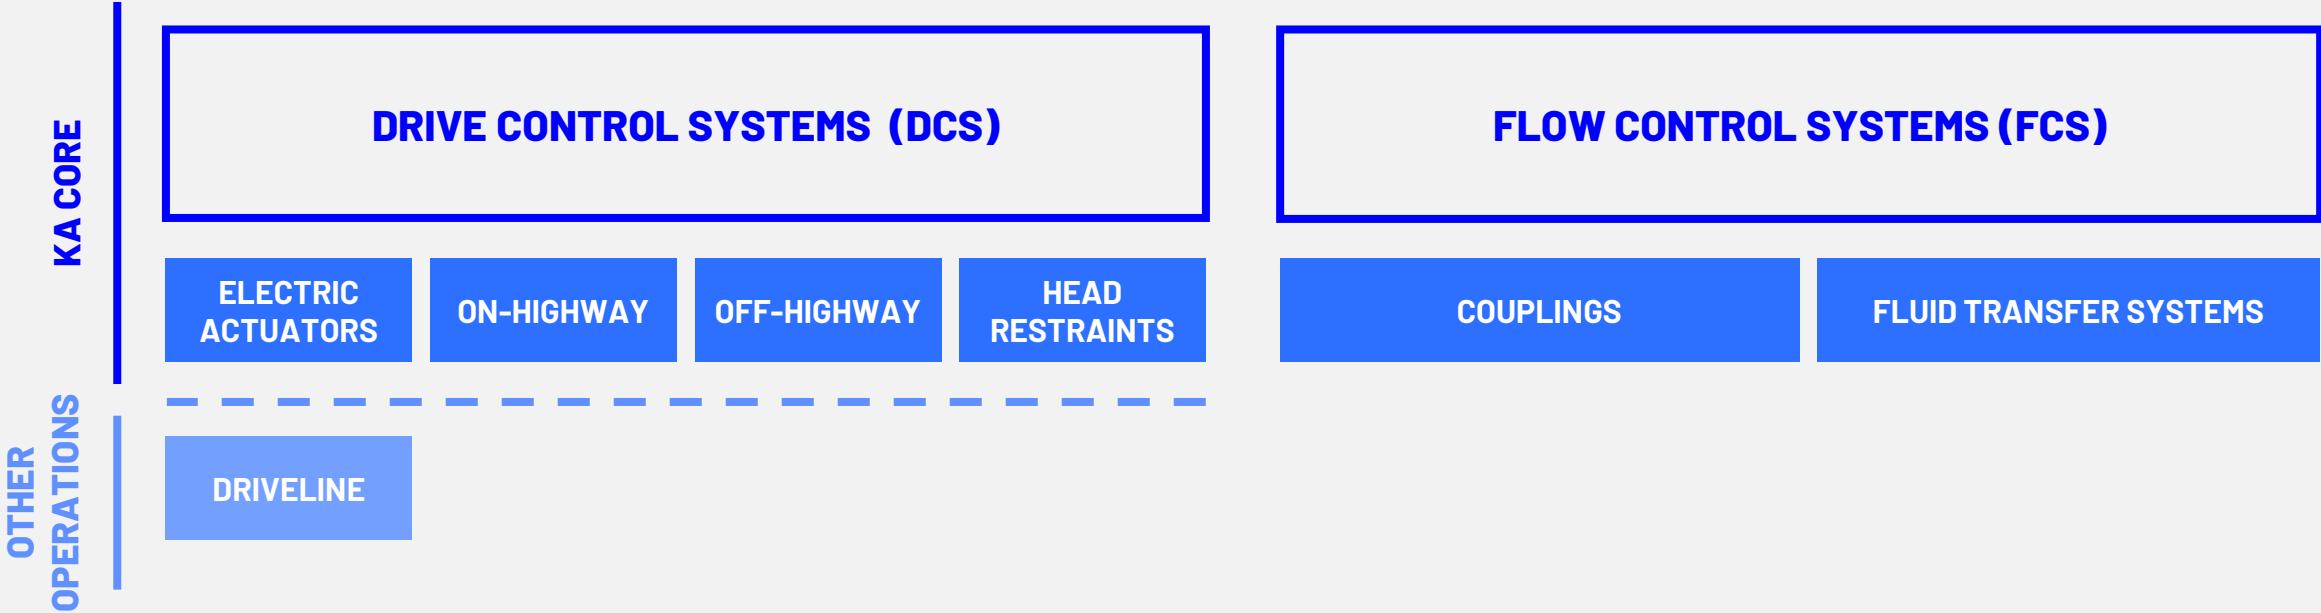 KA CORE
DRIVE CONTROL SYSTEMS (DCS)
FLOW CONTROL SYSTEMS (FCS)
ELECTRIC
ACTUATORS
ON-HIGHWAY
OFF-HIGHWAY
HEAD
RESTRAINTS
COUPLINGS
FLUID TRANSFER SYSTEMS
OTHER
OPERATIONS
DRIVELINE